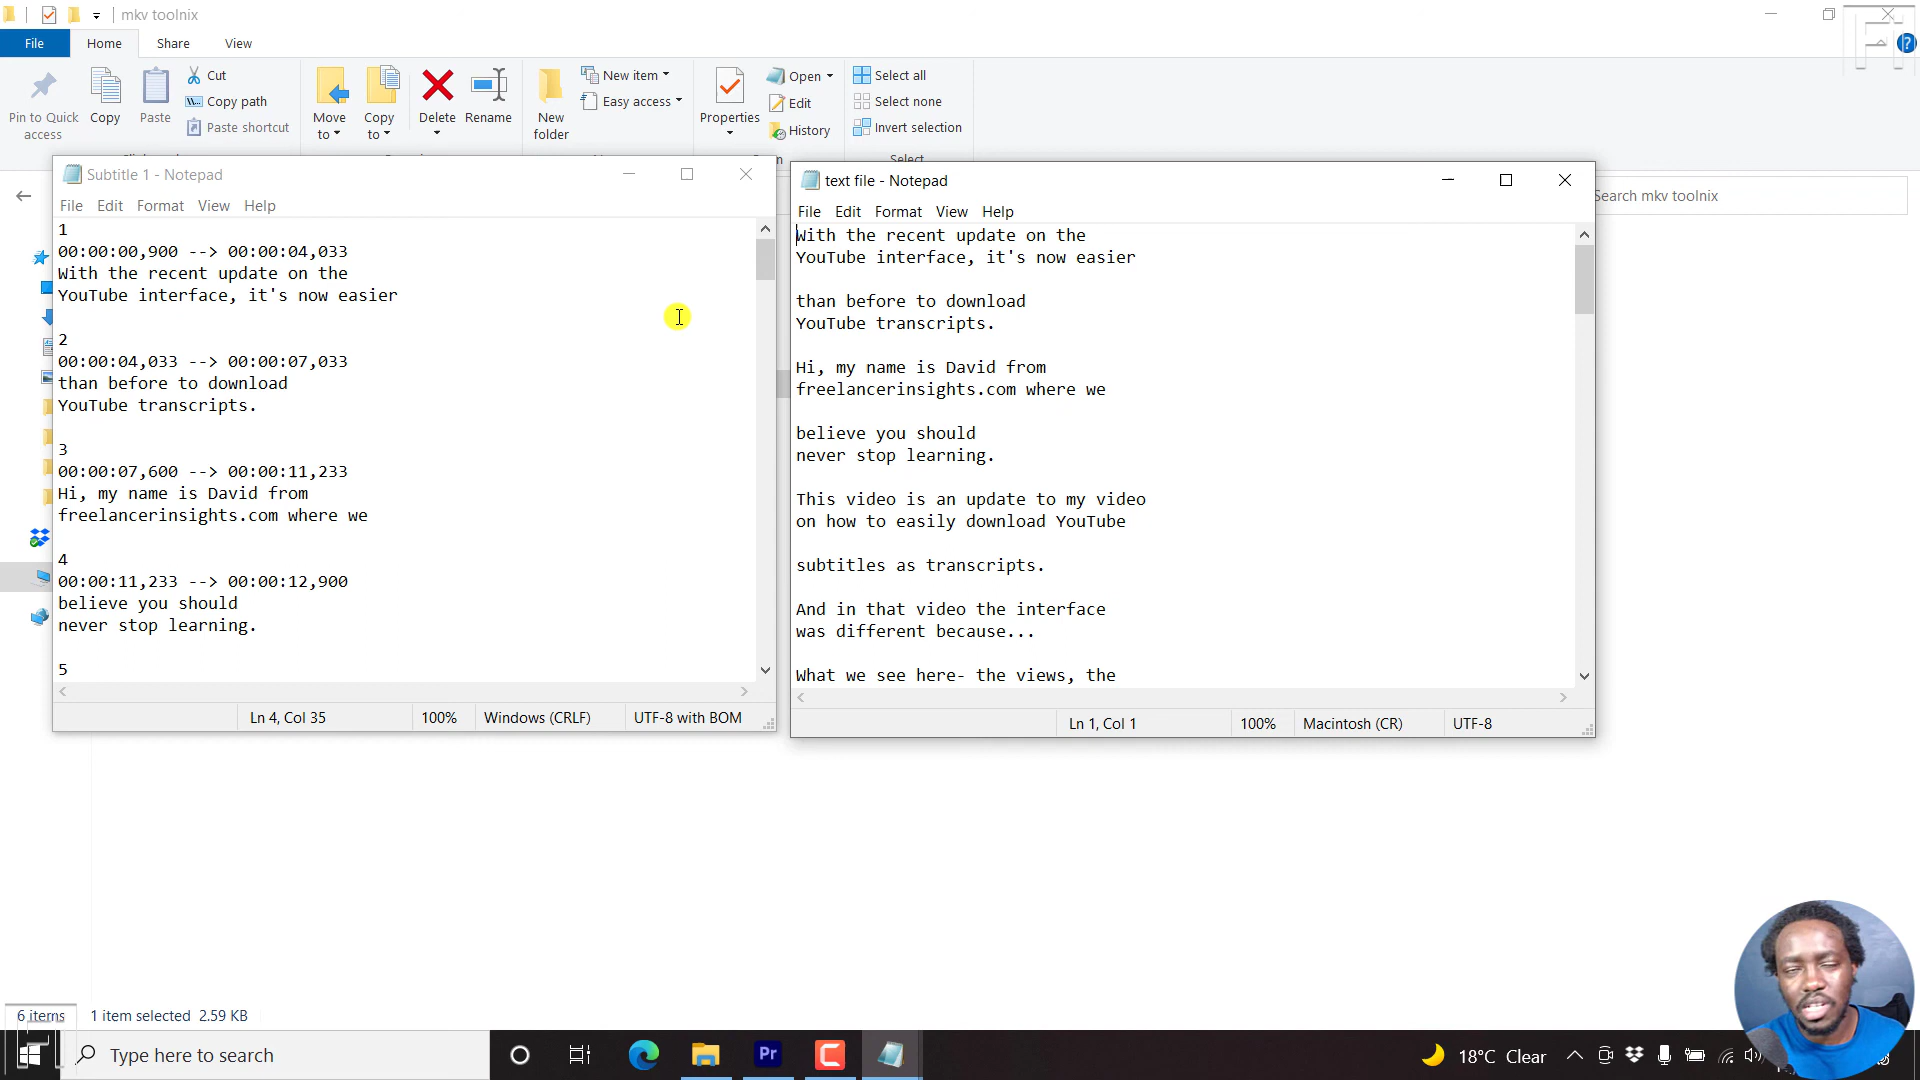 mkv toolnix
File
Home
Share
View
Pin to Quick access
Copy
Paste
Cut
Copy path
Paste shortcut
Move to
Copy to
Delete
Rename
New folder
New item
Easy access
Properties
Open
Edit
History
Select all
Select none
Invert selection
Select
Search mkv toolnix
Subtitle 1 - Notepad
File Edit Format View Help
1
00:00:00,900 --> 00:00:04,033
With the recent update on the
YouTube interface, it's now easier
2
00:00:04,033 --> 00:00:07,033
than before to download
YouTube transcripts.
3
00:00:07,600 --> 00:00:11,233
Hi, my name is David from
freelancerinsights.com where we
4
00:00:11,233 --> 00:00:12,900
believe you should
never stop learning.
5
Ln 4, Col 35
100%
Windows (CRLF)
UTF-8 with BOM
text file - Notepad
File Edit Format View Help
With the recent update on the
YouTube interface, it's now easier
than before to download
YouTube transcripts.
Hi, my name is David from
freelancerinsights.com where we
believe you should
never stop learning.
This video is an update to my video
on how to easily download YouTube
subtitles as transcripts.
And in that video the interface
was different because...
What we see here- the views, the
Ln 1, Col 1
100%
Macintosh (CR)
UTF-8
6 items
1 item selected 2.59 KB
Type here to search
Pr
18°C Clear